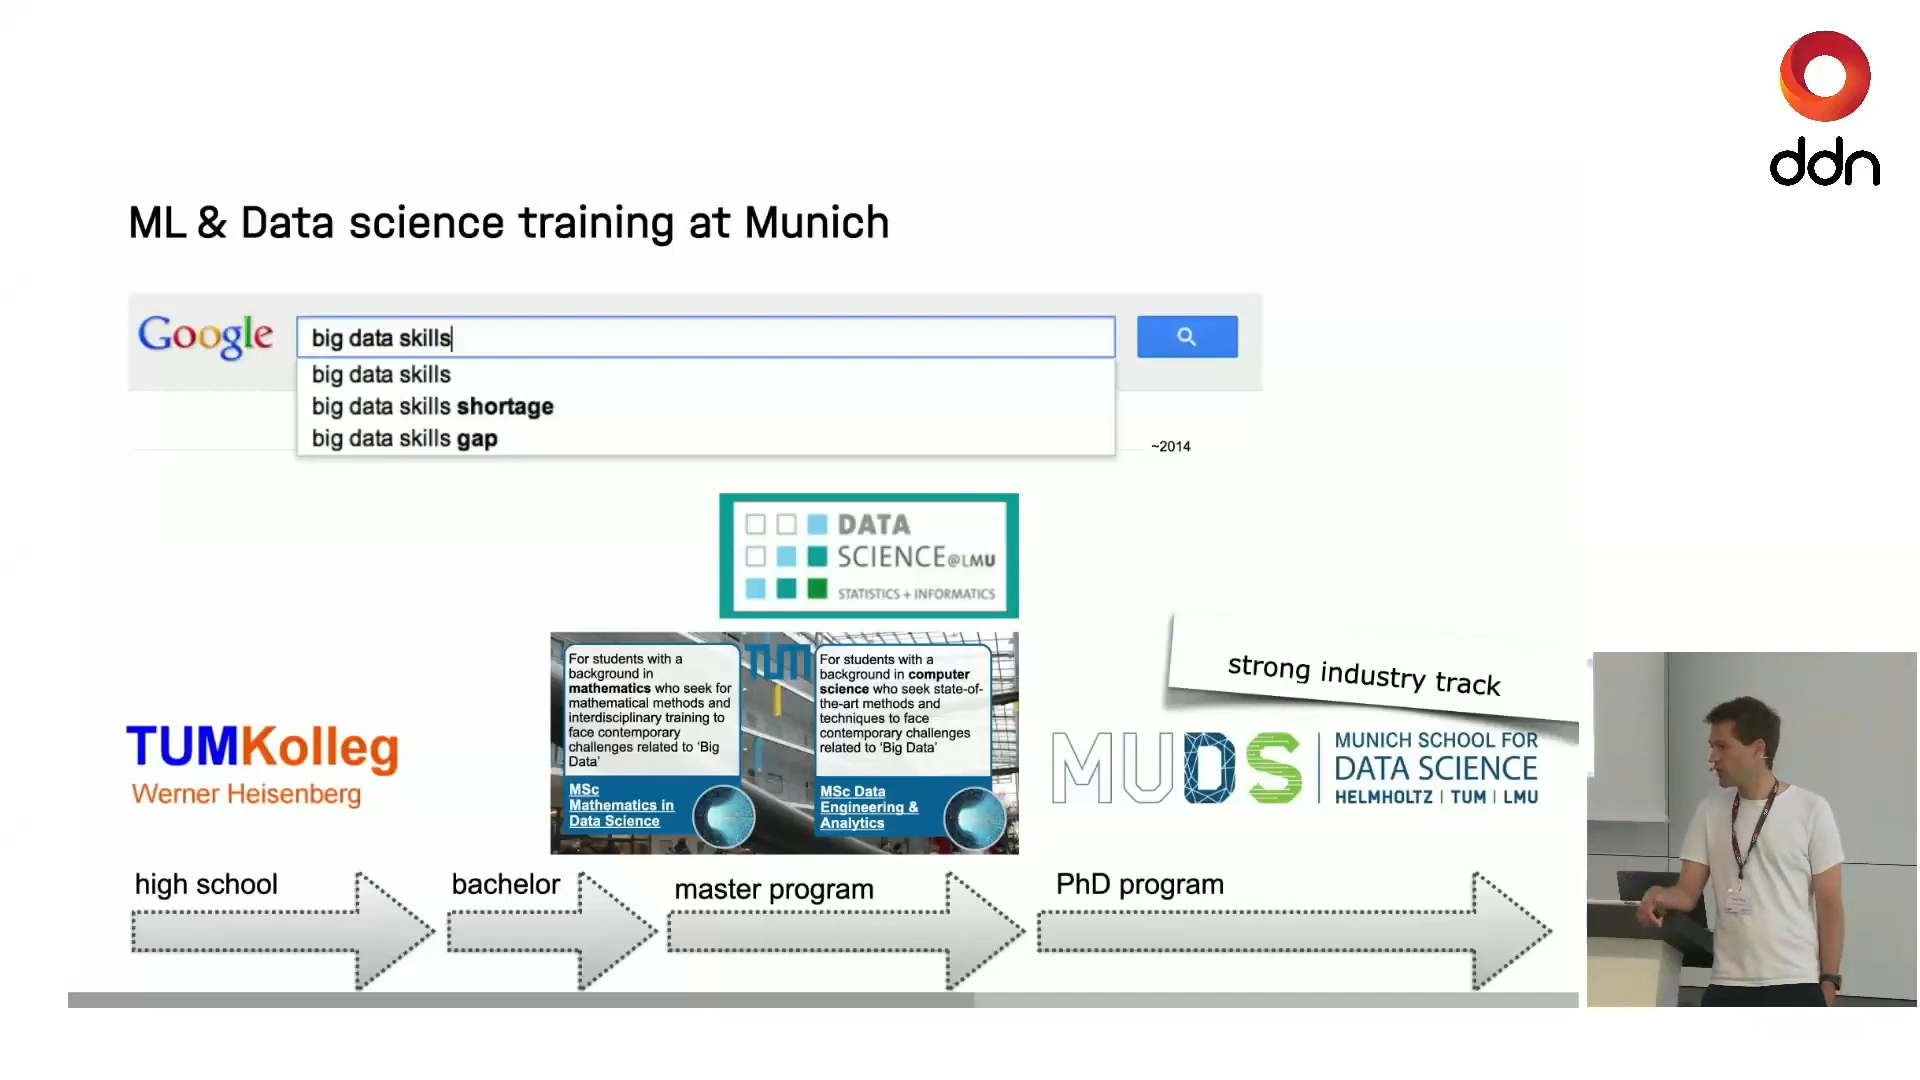 ddn
ML & Data science training at Munich
Google
big data skills
big data skills
big data skills shortage
big data skills gap
~2014
DATA
SCIENCE@LMU
STATISTICS + INFORMATICS
TUM
For students with a
background in
mathematics who seek for
mathematical methods and
interdisciplinary training to
face contemporary
challenges related to ‘Big
Data’
MSc
Mathematics in
Data Science
For students with a
background in computer
science who seek state-of-
the-art methods and
techniques to face
contemporary challenges
related to ‘Big Data’
MSc Data
Engineering &
Analytics
strong industry track
TUMKolleg
Werner Heisenberg
MUDS
MUNICH SCHOOL FOR
DATA SCIENCE
HELMHOLTZ | TUM | LMU
high school
bachelor
master program
PhD program